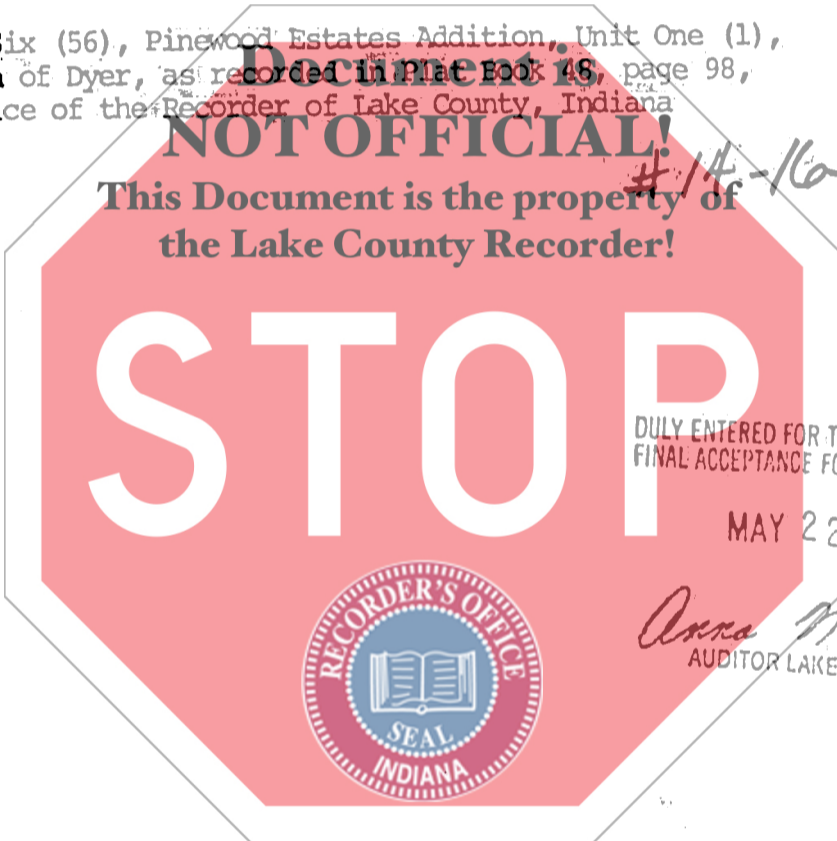 Six (56), Pinewood Estates Addition, Unit One (1),
of Dyer, as recorded in Plat Book 48, page 98,
ce of the Recorder of Lake County, Indiana
Document is
NOT OFFICIAL!
#14-16
This Document is the property of
the Lake County Recorder!
STOP
DULY ENTERED FOR T
FINAL ACCEPTANCE FO
MAY 22
Anna
AUDITOR LAKE
RECORDER'S OFFICE
SEAL
INDIANA